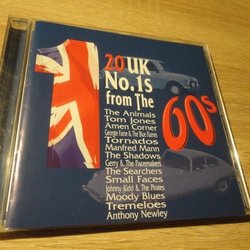 20 UK
No.1s
from The
60s
The Animals
Tom Jones
Amen Corner
Georgie Fame & The Blue Flames
Tornados
Manfred Mann
The Shadows
Gerry & The Pacemakers
The Searchers
Small Faces
Johnny Kidd & The Pirates
Moody Blues
Tremeloes
Anthony Newley